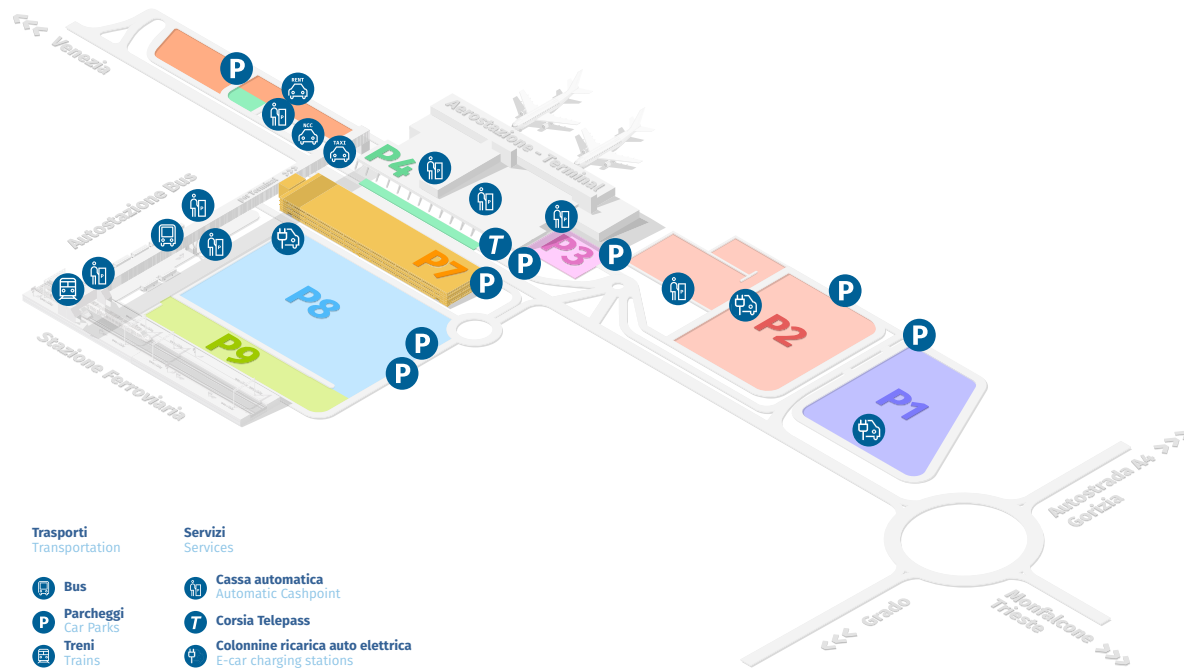 <<< Venezia
P
RENT
NCC
TAXI
Aerostazione - Terminal
P4
Autostazione Bus
per Terminal >>>
T
P
P3
P
P7
P
P8
P
P2
P
P9
P
P
P1
Stazione Ferroviaria
Autostrada A4 >>>
Gorizia
<<< Grado
Monfalcone >>>
Trieste
Trasporti
Transportation
Bus
P Parcheggi
Car Parks
Treni
Trains
Servizi
Services
Cassa automatica
Automatic Cashpoint
T Corsia Telepass
Colonnine ricarica auto elettrica
E-car charging stations